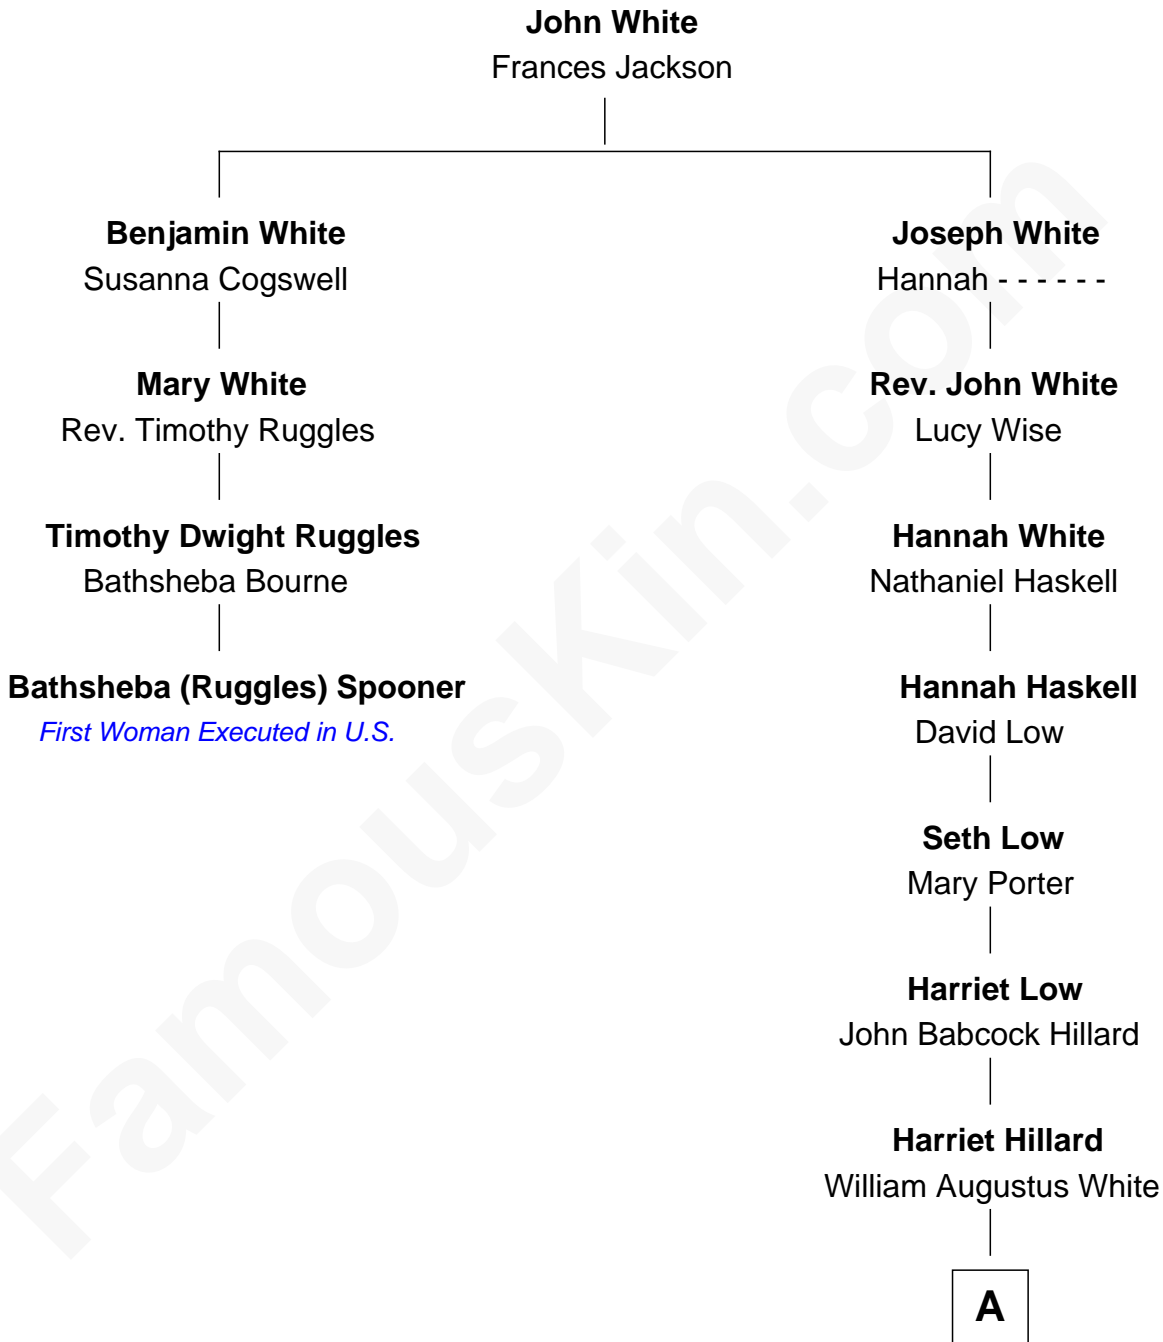 John White
Frances Jackson
Benjamin White
Susanna Cogswell
Mary White
Rev. Timothy Ruggles
Timothy Dwight Ruggles
Bathsheba Bourne
Bathsheba (Ruggles) Spooner
First Woman Executed in U.S.
Joseph White
Hannah - - - - - -
Rev. John White
Lucy Wise
Hannah White
Nathaniel Haskell
Hannah Haskell
David Low
Seth Low
Mary Porter
Harriet Low
John Babcock Hillard
Harriet Hillard
William Augustus White
A
FamousKin.com